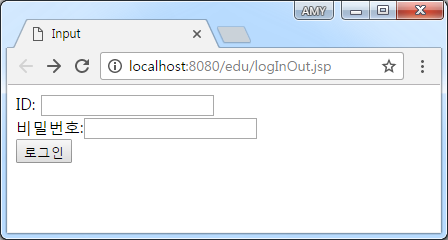 AMY
Input
localhost:8080/edu/logInOut.jsp
ID:
비밀번호:
로그인